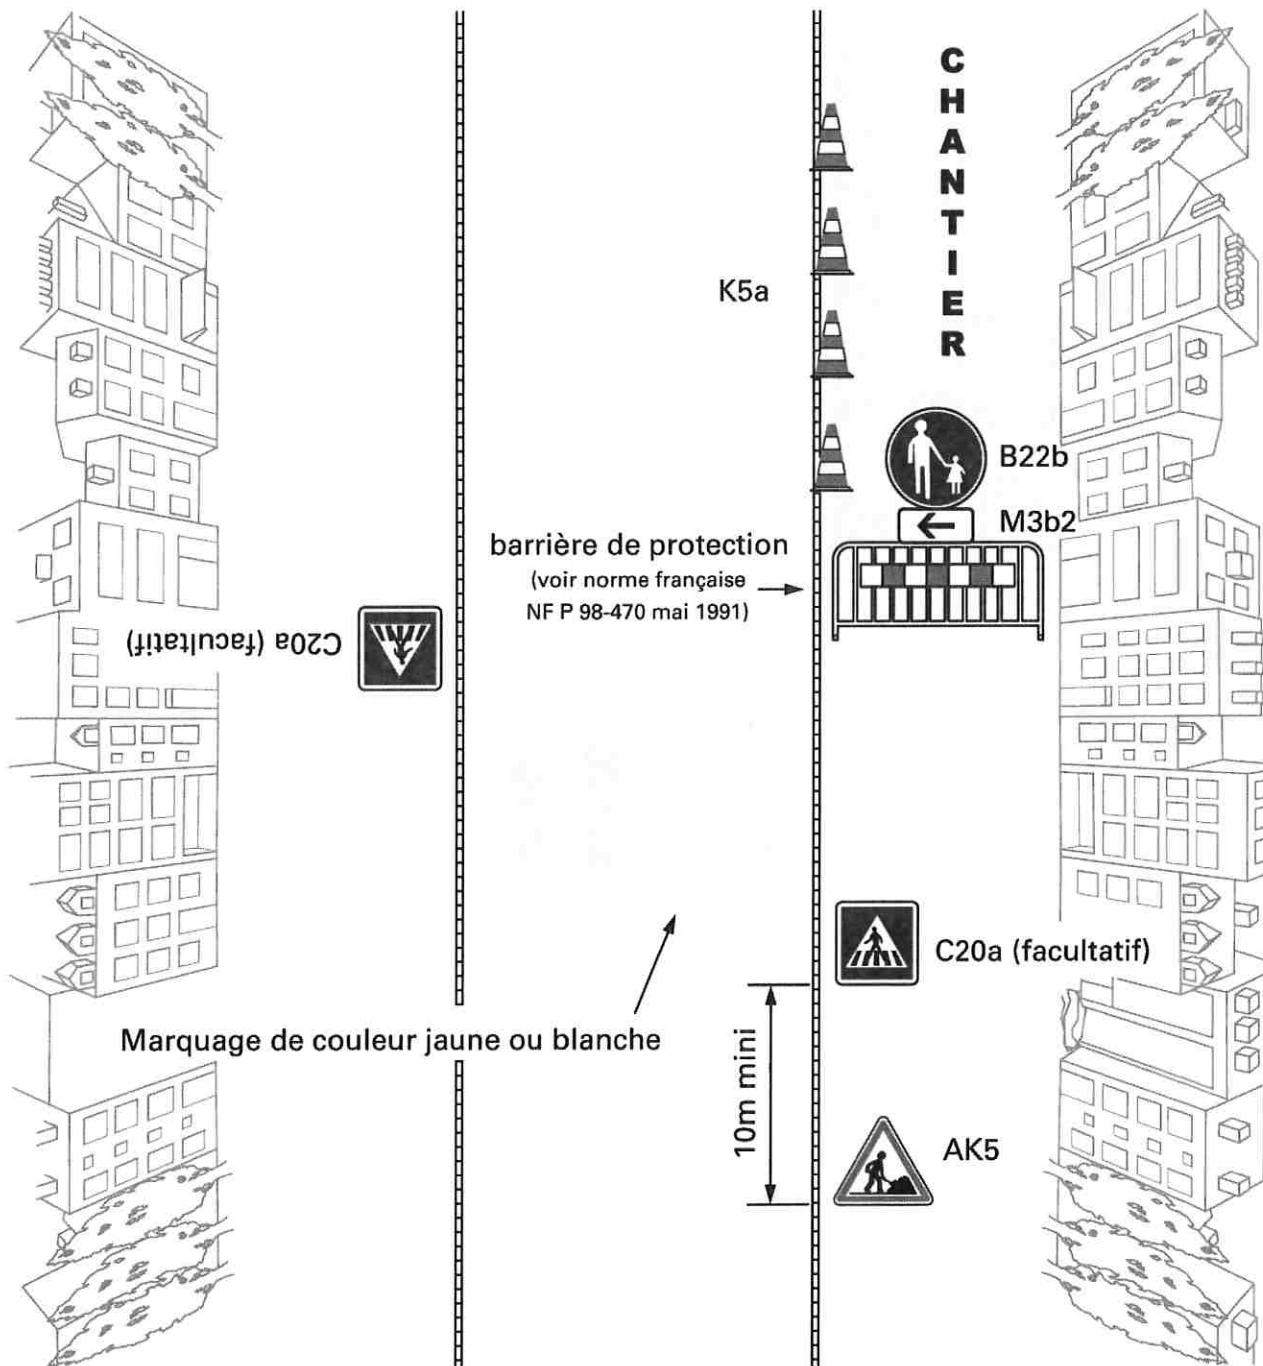 CHANTIER
K5a
B22b
M3b2
barrière de protection
(voir norme française
NF P 98-470 mai 1991)
C20a (facultatif)
C20a (facultatif)
Marquage de couleur jaune ou blanche
10m mini
AK5